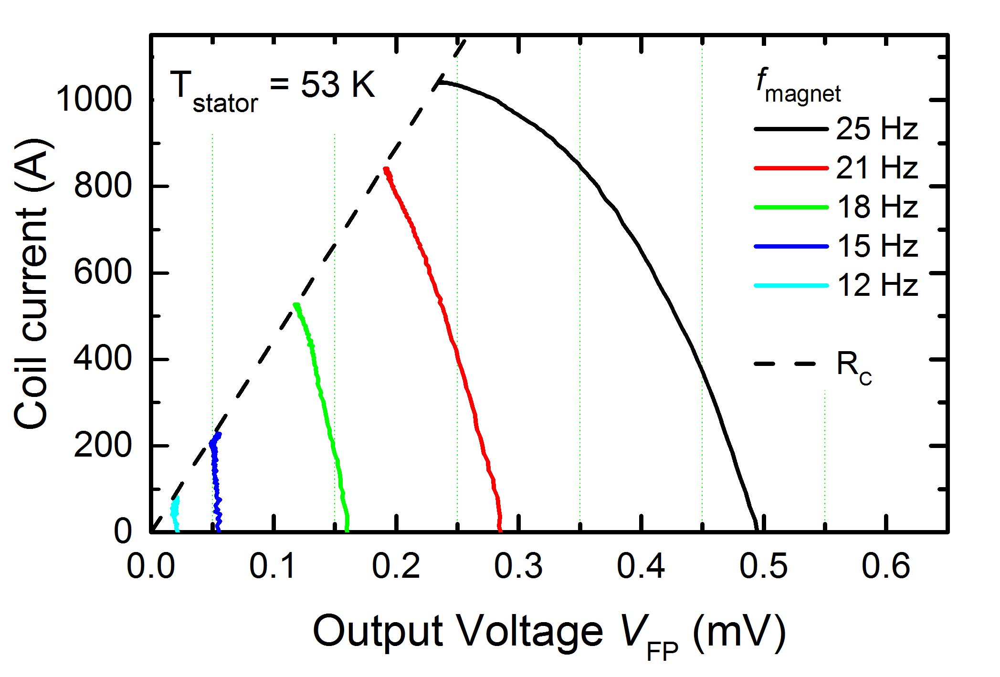 T_stator = 53 K
f_magnet
25 Hz
21 Hz
18 Hz
15 Hz
12 Hz
R_C
Coil current (A)
1000
800
600
400
200
0
0.0 0.1 0.2 0.3 0.4 0.5 0.6
Output Voltage V_FP (mV)